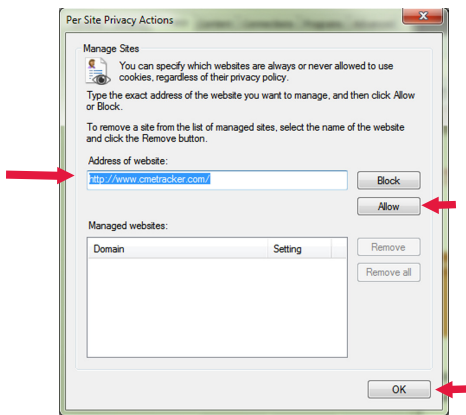 Per Site Privacy Actions
Manage Sites
You can specify which websites are always or never allowed to use
cookies, regardless of their privacy policy.
Type the exact address of the website you want to manage, and then click Allow
or Block.
To remove a site from the list of managed sites, select the name of the website
and click the Remove button.
Address of website:
http://www.cmetracker.com/
Block
Allow
Managed websites:
Domain Setting
Remove
Remove all
OK